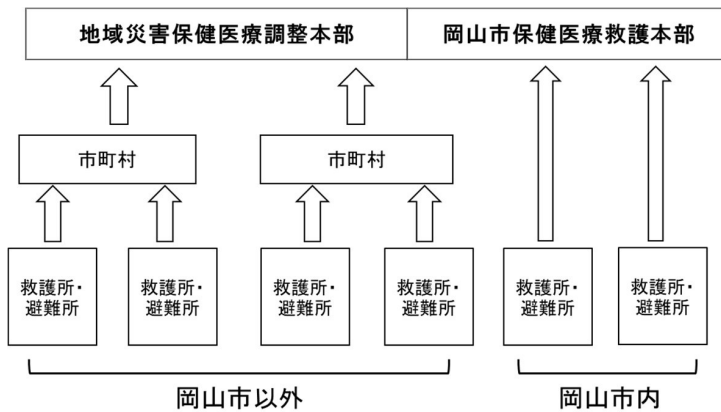 地域災害保健医療調整本部
岡山市保健医療救護本部
市町村
市町村
救護所・
避難所
救護所・
避難所
救護所・
避難所
救護所・
避難所
救護所・
避難所
救護所・
避難所
岡山市以外
岡山市内